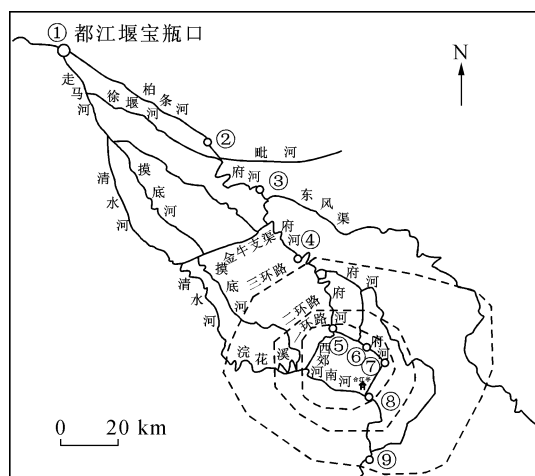 ① 都江堰宝瓶口
N
走马河
徐堰河
柏条河
②
毗河
府河
③
东风渠
清水河
摸底河
金牛支渠
府河
④
三环路
摸底河
清水河
二环路
一环路
府河
府河
浣花溪
西郊河
⑤
⑥
府河
⑦
南河
合江亭
⑧
⑨
0 20 km